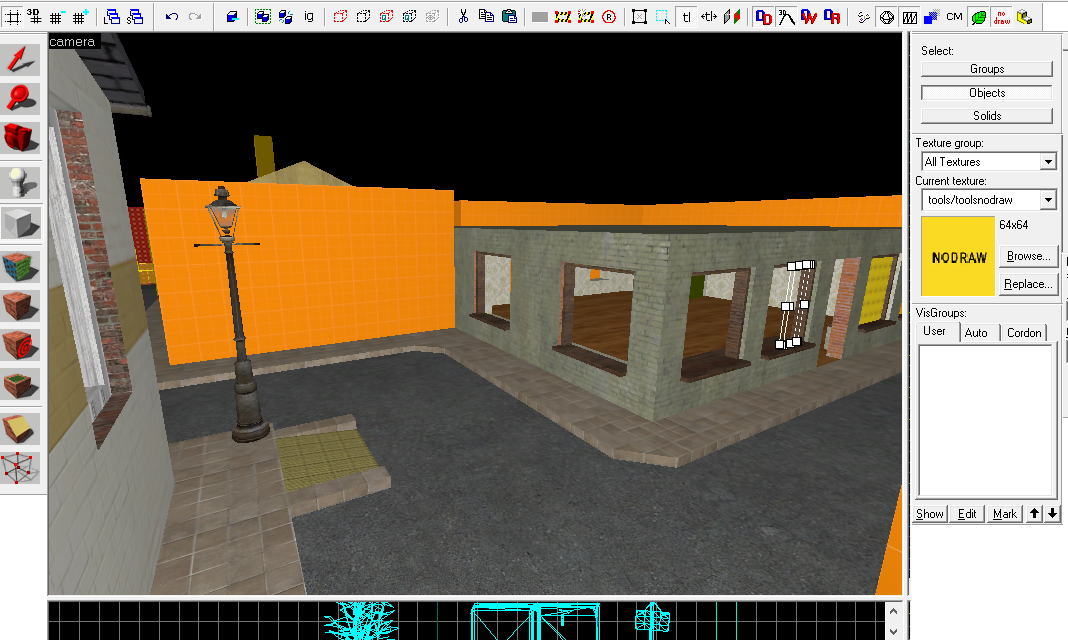 3D
ig
tl
<tl>
CM
no draw
camera
Select:
Groups
Objects
Solids
Texture group:
All Textures
Current texture:
tools/toolsnodraw
64x64
NODRAW
Browse...
Replace...
VisGroups:
User
Auto
Cordon
Show
Edit
Mark